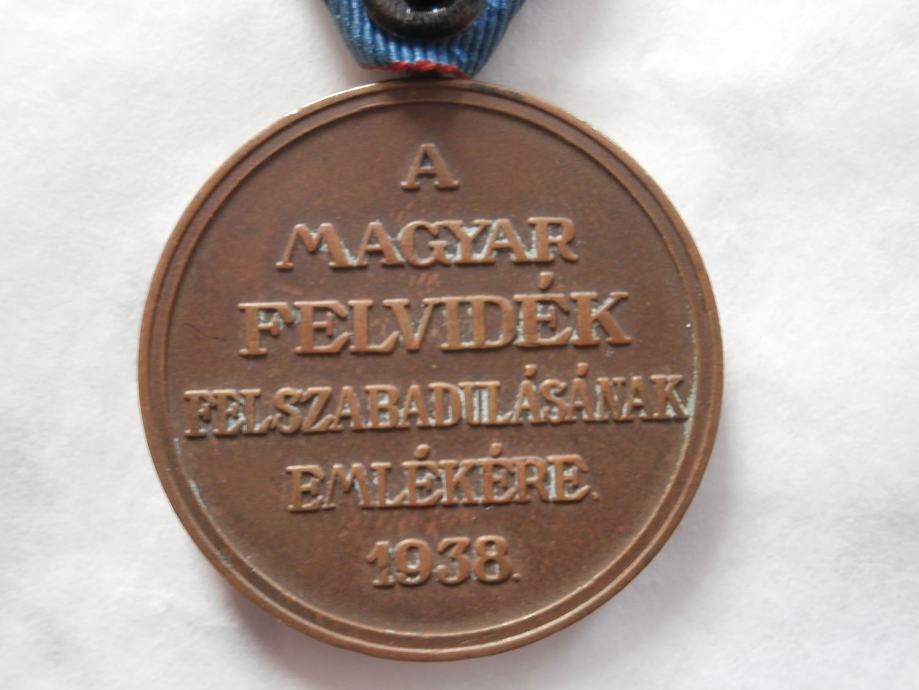 A
MAGYAR
FELVIDÉK
FELSZABADULÁSÁNAK
EMLÉKÉRE.
1938.